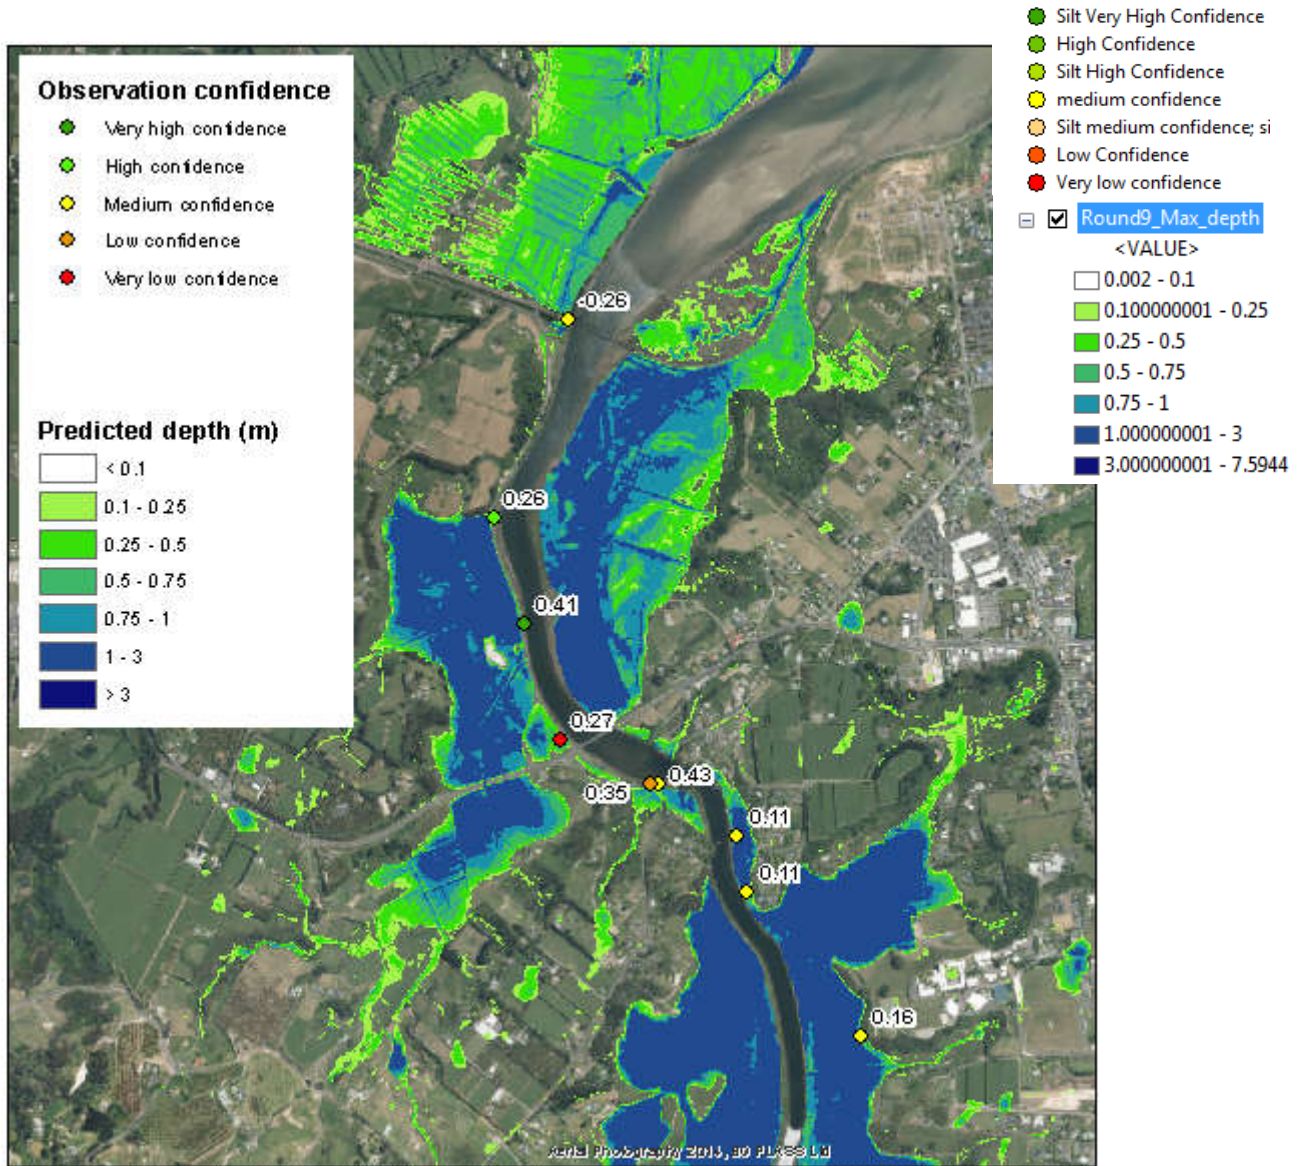 Observation confidence
Very high confidence
High confidence
Medium confidence
Low confidence
Very low confidence
Predicted depth (m)
< 0.1
0.1 - 0.25
0.25 - 0.5
0.5 - 0.75
0.75 - 1
1 - 3
> 3
Silt Very High Confidence
High Confidence
Silt High Confidence
medium confidence
Silt medium confidence; si
Low Confidence
Very low confidence
Round9_Max_depth
<VALUE>
0.002 - 0.1
0.100000001 - 0.25
0.25 - 0.5
0.5 - 0.75
0.75 - 1
1.000000001 - 3
3.000000001 - 7.5944
-0.26
0.26
0.41
0.27
0.43
0.35
0.11
0.11
0.16
Aerial Photography 2014,